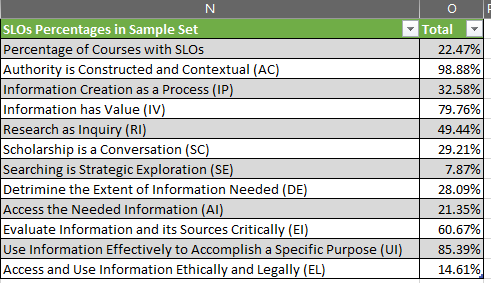 N O
SLOs Percentages in Sample Set Total
Percentage of Courses with SLOs 22.47%
Authority is Constructed and Contextual (AC) 98.88%
Information Creation as a Process (IP) 32.58%
Information has Value (IV) 79.76%
Research as Inquiry (RI) 49.44%
Scholarship is a Conversation (SC) 29.21%
Searching is Strategic Exploration (SE) 7.87%
Detrimine the Extent of Information Needed (DE) 28.09%
Access the Needed Information (AI) 21.35%
Evaluate Information and its Sources Critically (EI) 60.67%
Use Information Effectively to Accomplish a Specific Purpose (UI) 85.39%
Access and Use Information Ethically and Legally (EL) 14.61%